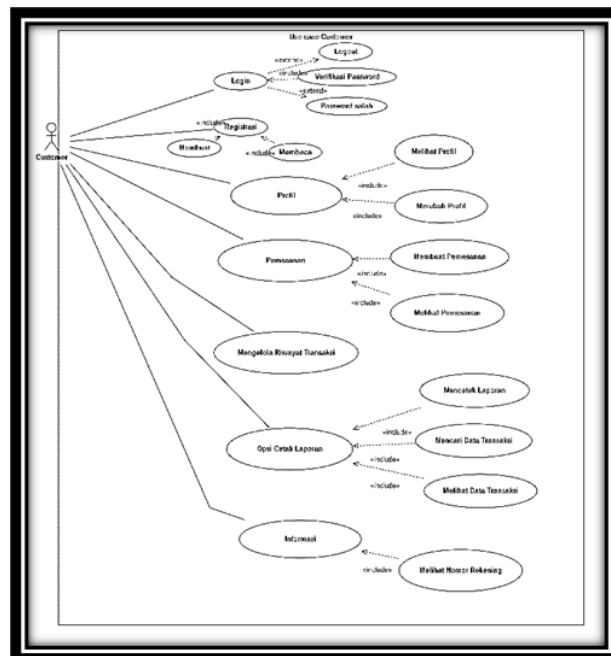 Use case Customer
Logout
«extend»
Login
«include»
Verifikasi Password
«extend»
Password salah
Customer
«include»
Registrasi
Membuat
«include»
Membaca
Melihat Profil
«include»
Profil
Merubah Profil
«include»
Pemesanan
Membuat Pemesanan
«include»
«include»
Melihat Pemesanan
Mengelola Riwayat Transaksi
Mencetak Laporan
«include»
Mencari Data Transaksi
Opsi Cetak Laporan
«include»
Melihat Data Transaksi
«include»
Informasi
«include»
Melihat Nomor Rekening